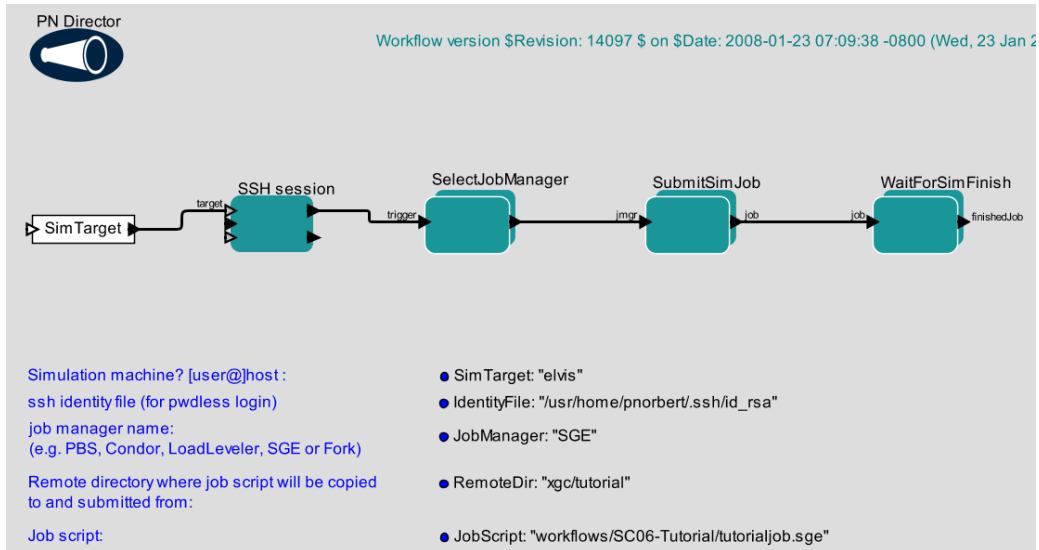 PN Director
Workflow version $Revision: 14097 $ on $Date: 2008-01-23 07:09:38 -0800 (Wed, 23 Jan 2
SSH session
SelectJobManager
SubmitSimJob
WaitForSimFinish
target
SimTarget
trigger
jmgr
job
job
finishedJob
Simulation machine? [user@]host :
SimTarget: "elvis"
ssh identity file (for pwdless login)
IdentityFile: "/usr/home/pnorbert/.ssh/id_rsa"
job manager name:
(e.g. PBS, Condor, LoadLeveler, SGE or Fork)
JobManager: "SGE"
Remote directory where job script will be copied
to and submitted from:
RemoteDir: "xgc/tutorial"
Job script:
JobScript: "workflows/SC06-Tutorial/tutorialjob.sge"